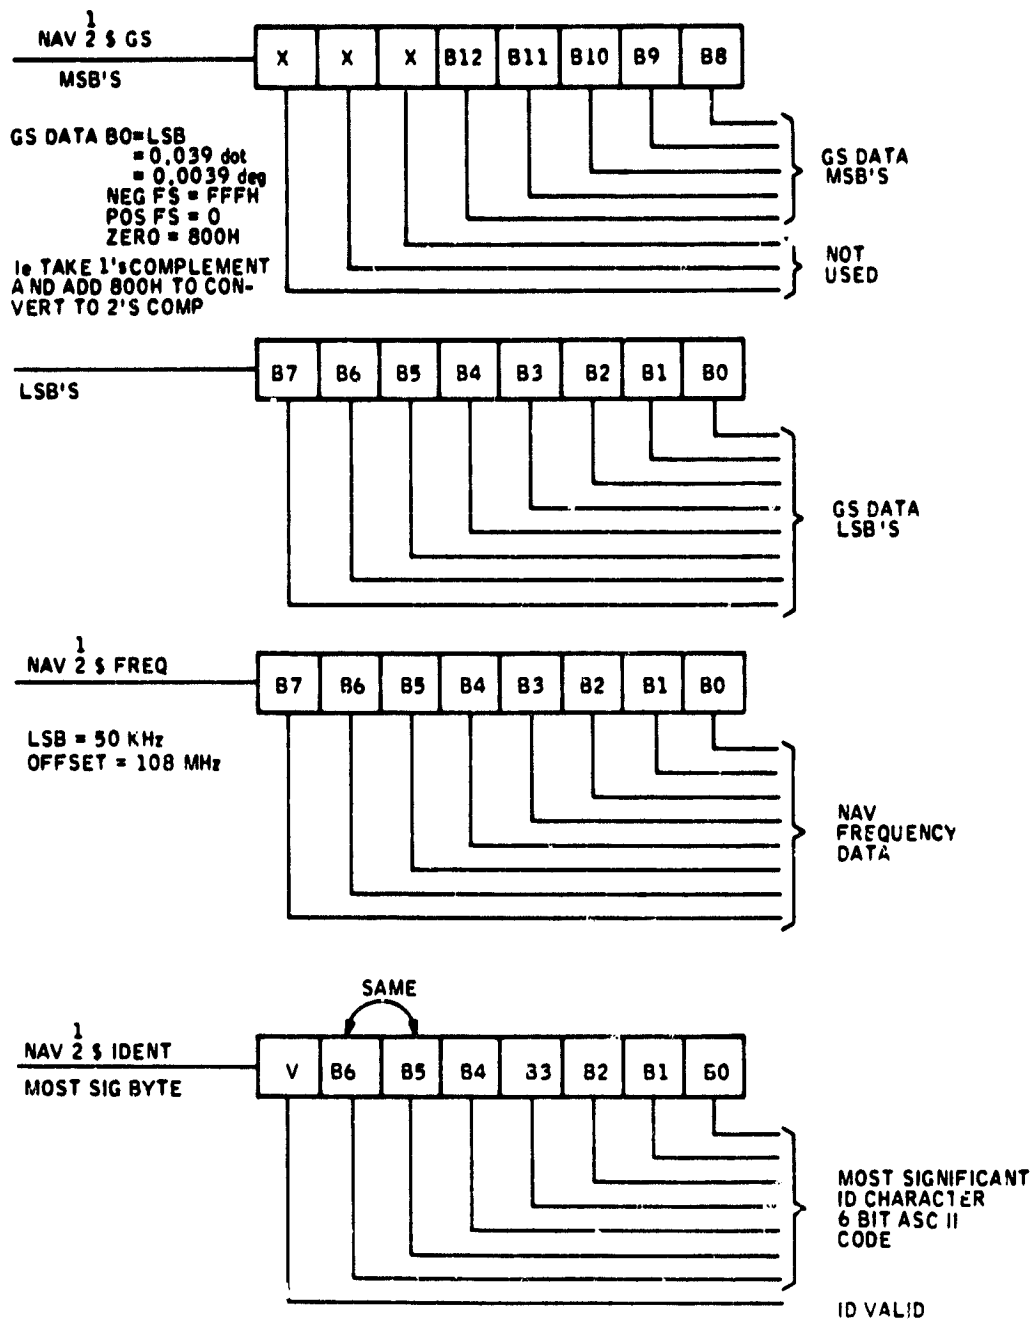 1
NAV 2 $ GS
MSB'S
X X X B12 B11 B10 B9 B8
GS DATA B0=LSB
= 0.039 dot
= 0.0039 deg
NEG FS = FFFH
POS FS = 0
ZERO = 800H
Ie TAKE 1'sCOMPLEMENT
AND ADD 800H TO CON-
VERT TO 2'S COMP
GS DATA
MSB'S
NOT
USED
LSB'S
B7 B6 B5 B4 B3 B2 B1 B0
GS DATA
LSB'S
1
NAV 2 $ FREQ
B7 B6 B5 B4 B3 B2 B1 B0
LSB = 50 KHz
OFFSET = 108 MHz
NAV
FREQUENCY
DATA
SAME
1
NAV 2 $ IDENT
MOST SIG BYTE
V B6 B5 B4 B3 B2 B1 B0
MOST SIGNIFICANT
ID CHARACTER
6 BIT ASC II
CODE
ID VALID